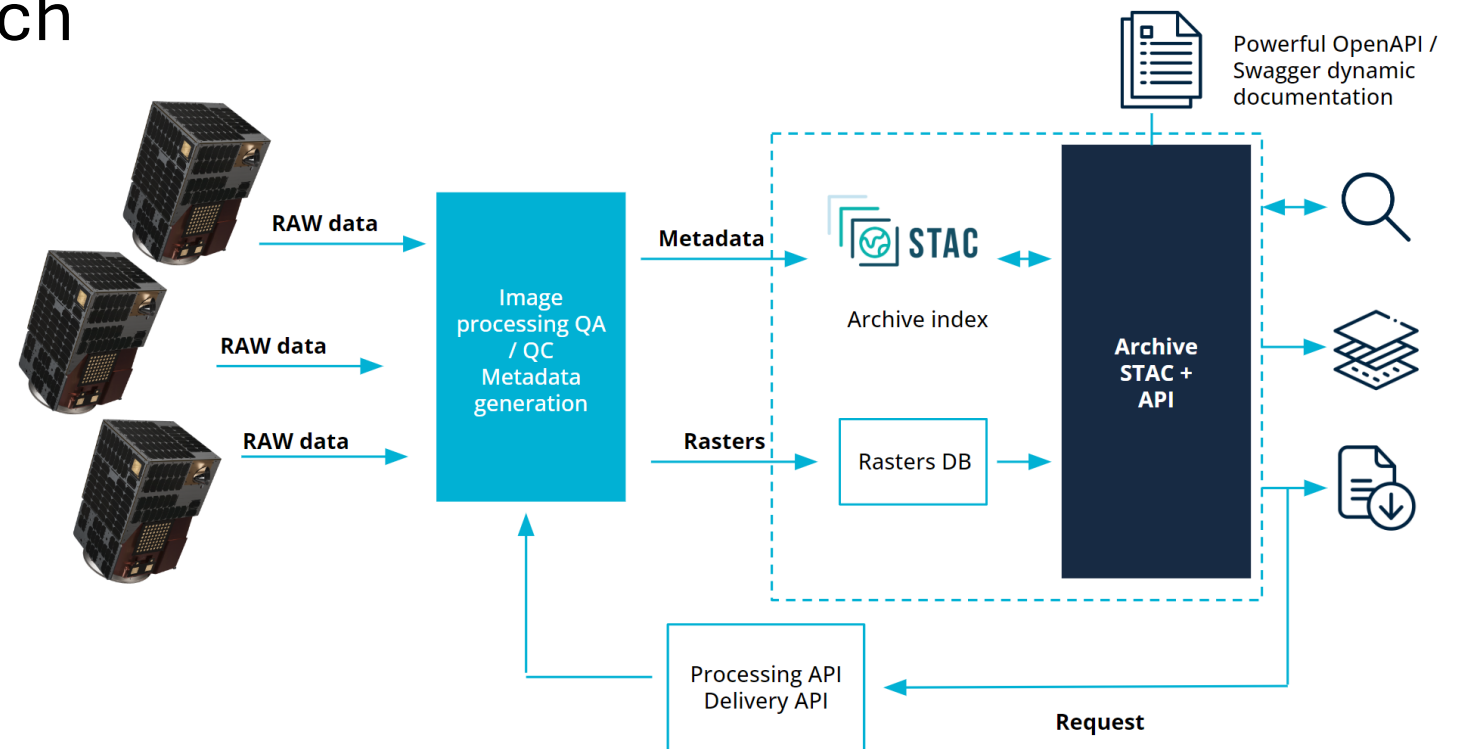 ch
Powerful OpenAPI /
Swagger dynamic
documentation
RAW data
RAW data
RAW data
Image
processing QA
/ QC
Metadata
generation
Metadata
STAC
Archive index
Rasters
Rasters DB
Archive
STAC +
API
Processing API
Delivery API
Request